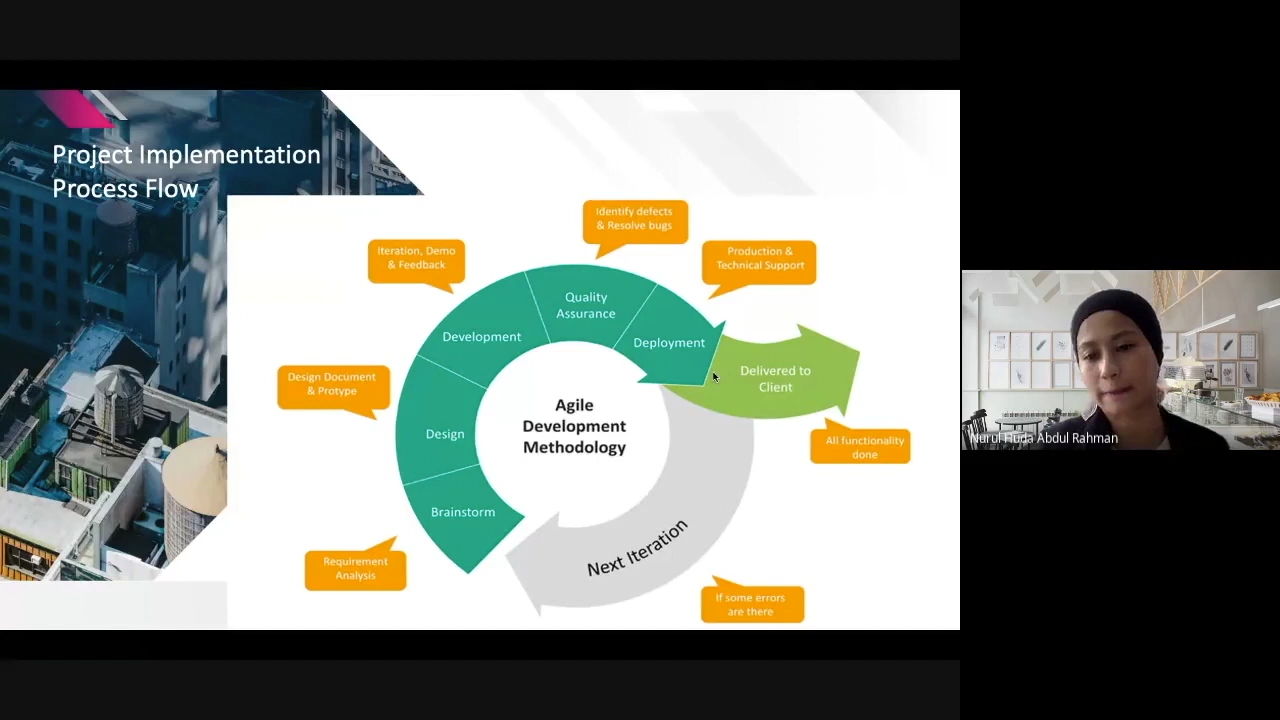 Project Implementation
Process Flow
Identify defects
& Resolve bugs
Iteration, Demo
& Feedback
Production &
Technical Support
Quality
Assurance
Development
Deployment
Delivered to
Client
Design Document
& Protype
Agile
Development
Methodology
Design
All functionality
done
Brainstorm
Next Iteration
Requirement
Analysis
If some errors
are there
Nurul Huda Abdul Rahman